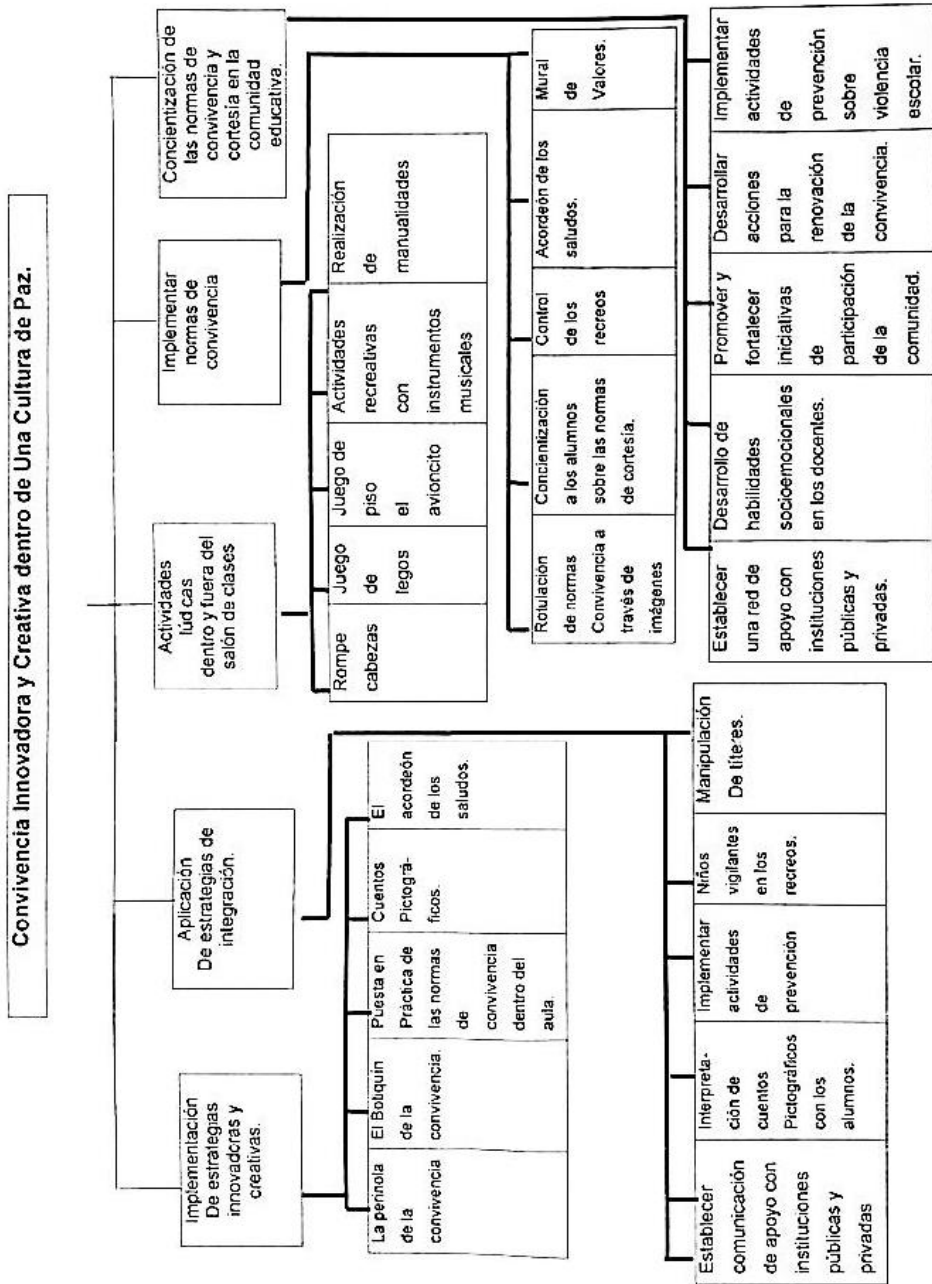 Convivencia Innovadora y Creativa dentro de Una Cultura de Paz.
Implementación
De estrategias
innovadoras y
creativas.
Aplicación
De estrategias de
integración.
Actividades
lúdicas
dentro y fuera del
salón de clases
Implementar
normas de
convivencia
Concientización de
las normas de
convivencia y
cortesía en la
comunidad
educativa.
La perinola
de la
convivencia
El Botiquín
de la
convivencia.
Puesta en
Práctica de
las normas
de
convivencia
dentro del
aula.
Cuentos
Pictográ-
ficos.
El
acordeón
de los
saludos.
Rompe
cabezas
Juego
de
legos
Juego de
piso
el
avioncito
Actividades
recreativas
con
instrumentos
musicales
Realización
de
manualidades
Rotulación
de normas
Convivencia a
través de
imágenes
Concientización
a los alumnos
sobre las normas
de cortesía.
Control
de los
recreos
Acordeón de los
saludos.
Mural
de
Valores.
Establecer
comunicación
de apoyo con
instituciones
públicas y
privadas
Interpreta-
ción de
cuentos
Pictográficos
con los
alumnos.
Implementar
actividades
de
prevención
Niños
vigilantes
en los
recreos.
Manipulación
De títeres.
Establecer
una red de
apoyo con
instituciones
públicas y
privadas.
Desarrollo de
habilidades
socioemocionales
en los docentes.
Promover y
fortalecer
iniciativas
de
participación
de la
comunidad.
Desarrollar
acciones
para la
renovación
de la
convivencia.
Implementar
actividades
de
prevención
sobre
violencia
escolar.